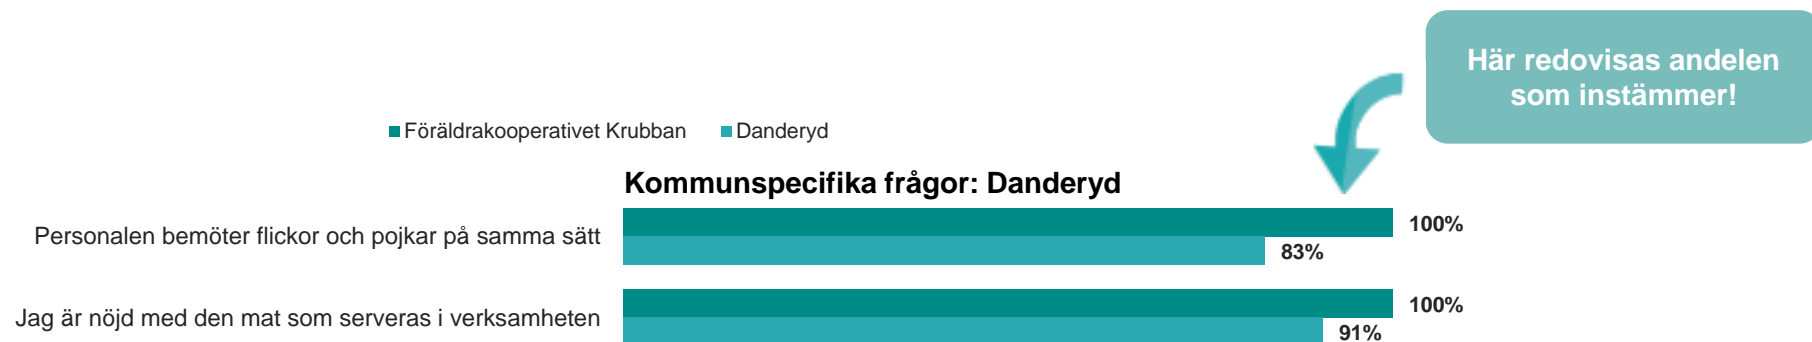 Här redovisas andelen
som instämmer!
Föräldrakooperativet Krubban Danderyd
Kommunspecifika frågor: Danderyd
Personalen bemöter flickor och pojkar på samma sätt
100%
83%
Jag är nöjd med den mat som serveras i verksamheten
100%
91%